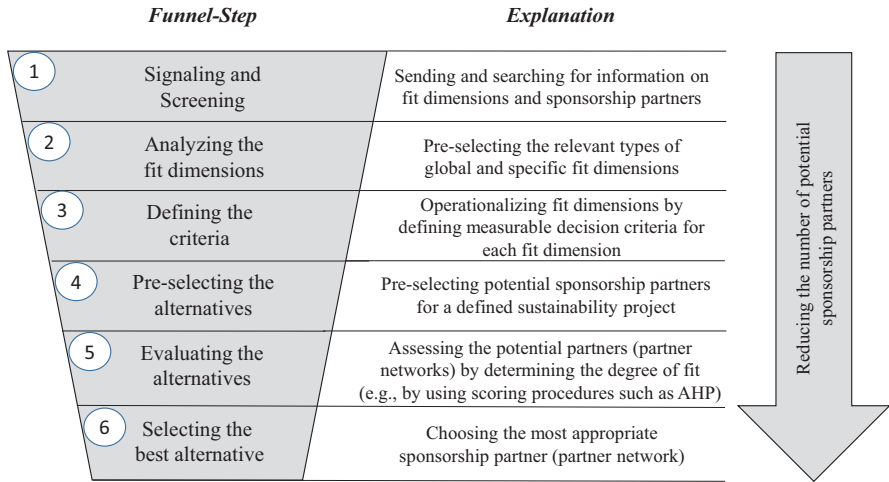 Funnel-Step
Explanation
1
Signaling and
Screening
Sending and searching for information on
fit dimensions and sponsorship partners
2
Analyzing the
fit dimensions
Pre-selecting the relevant types of
global and specific fit dimensions
3
Defining the
criteria
Operationalizing fit dimensions by
defining measurable decision criteria for
each fit dimension
4
Pre-selecting the
alternatives
Pre-selecting potential sponsorship partners
for a defined sustainability project
5
Evaluating the
alternatives
Assessing the potential partners (partner
networks) by determining the degree of fit
(e.g., by using scoring procedures such as AHP)
6
Selecting the
best alternative
Choosing the most appropriate
sponsorship partner (partner network)
Reducing the number of potential
sponsorship partners